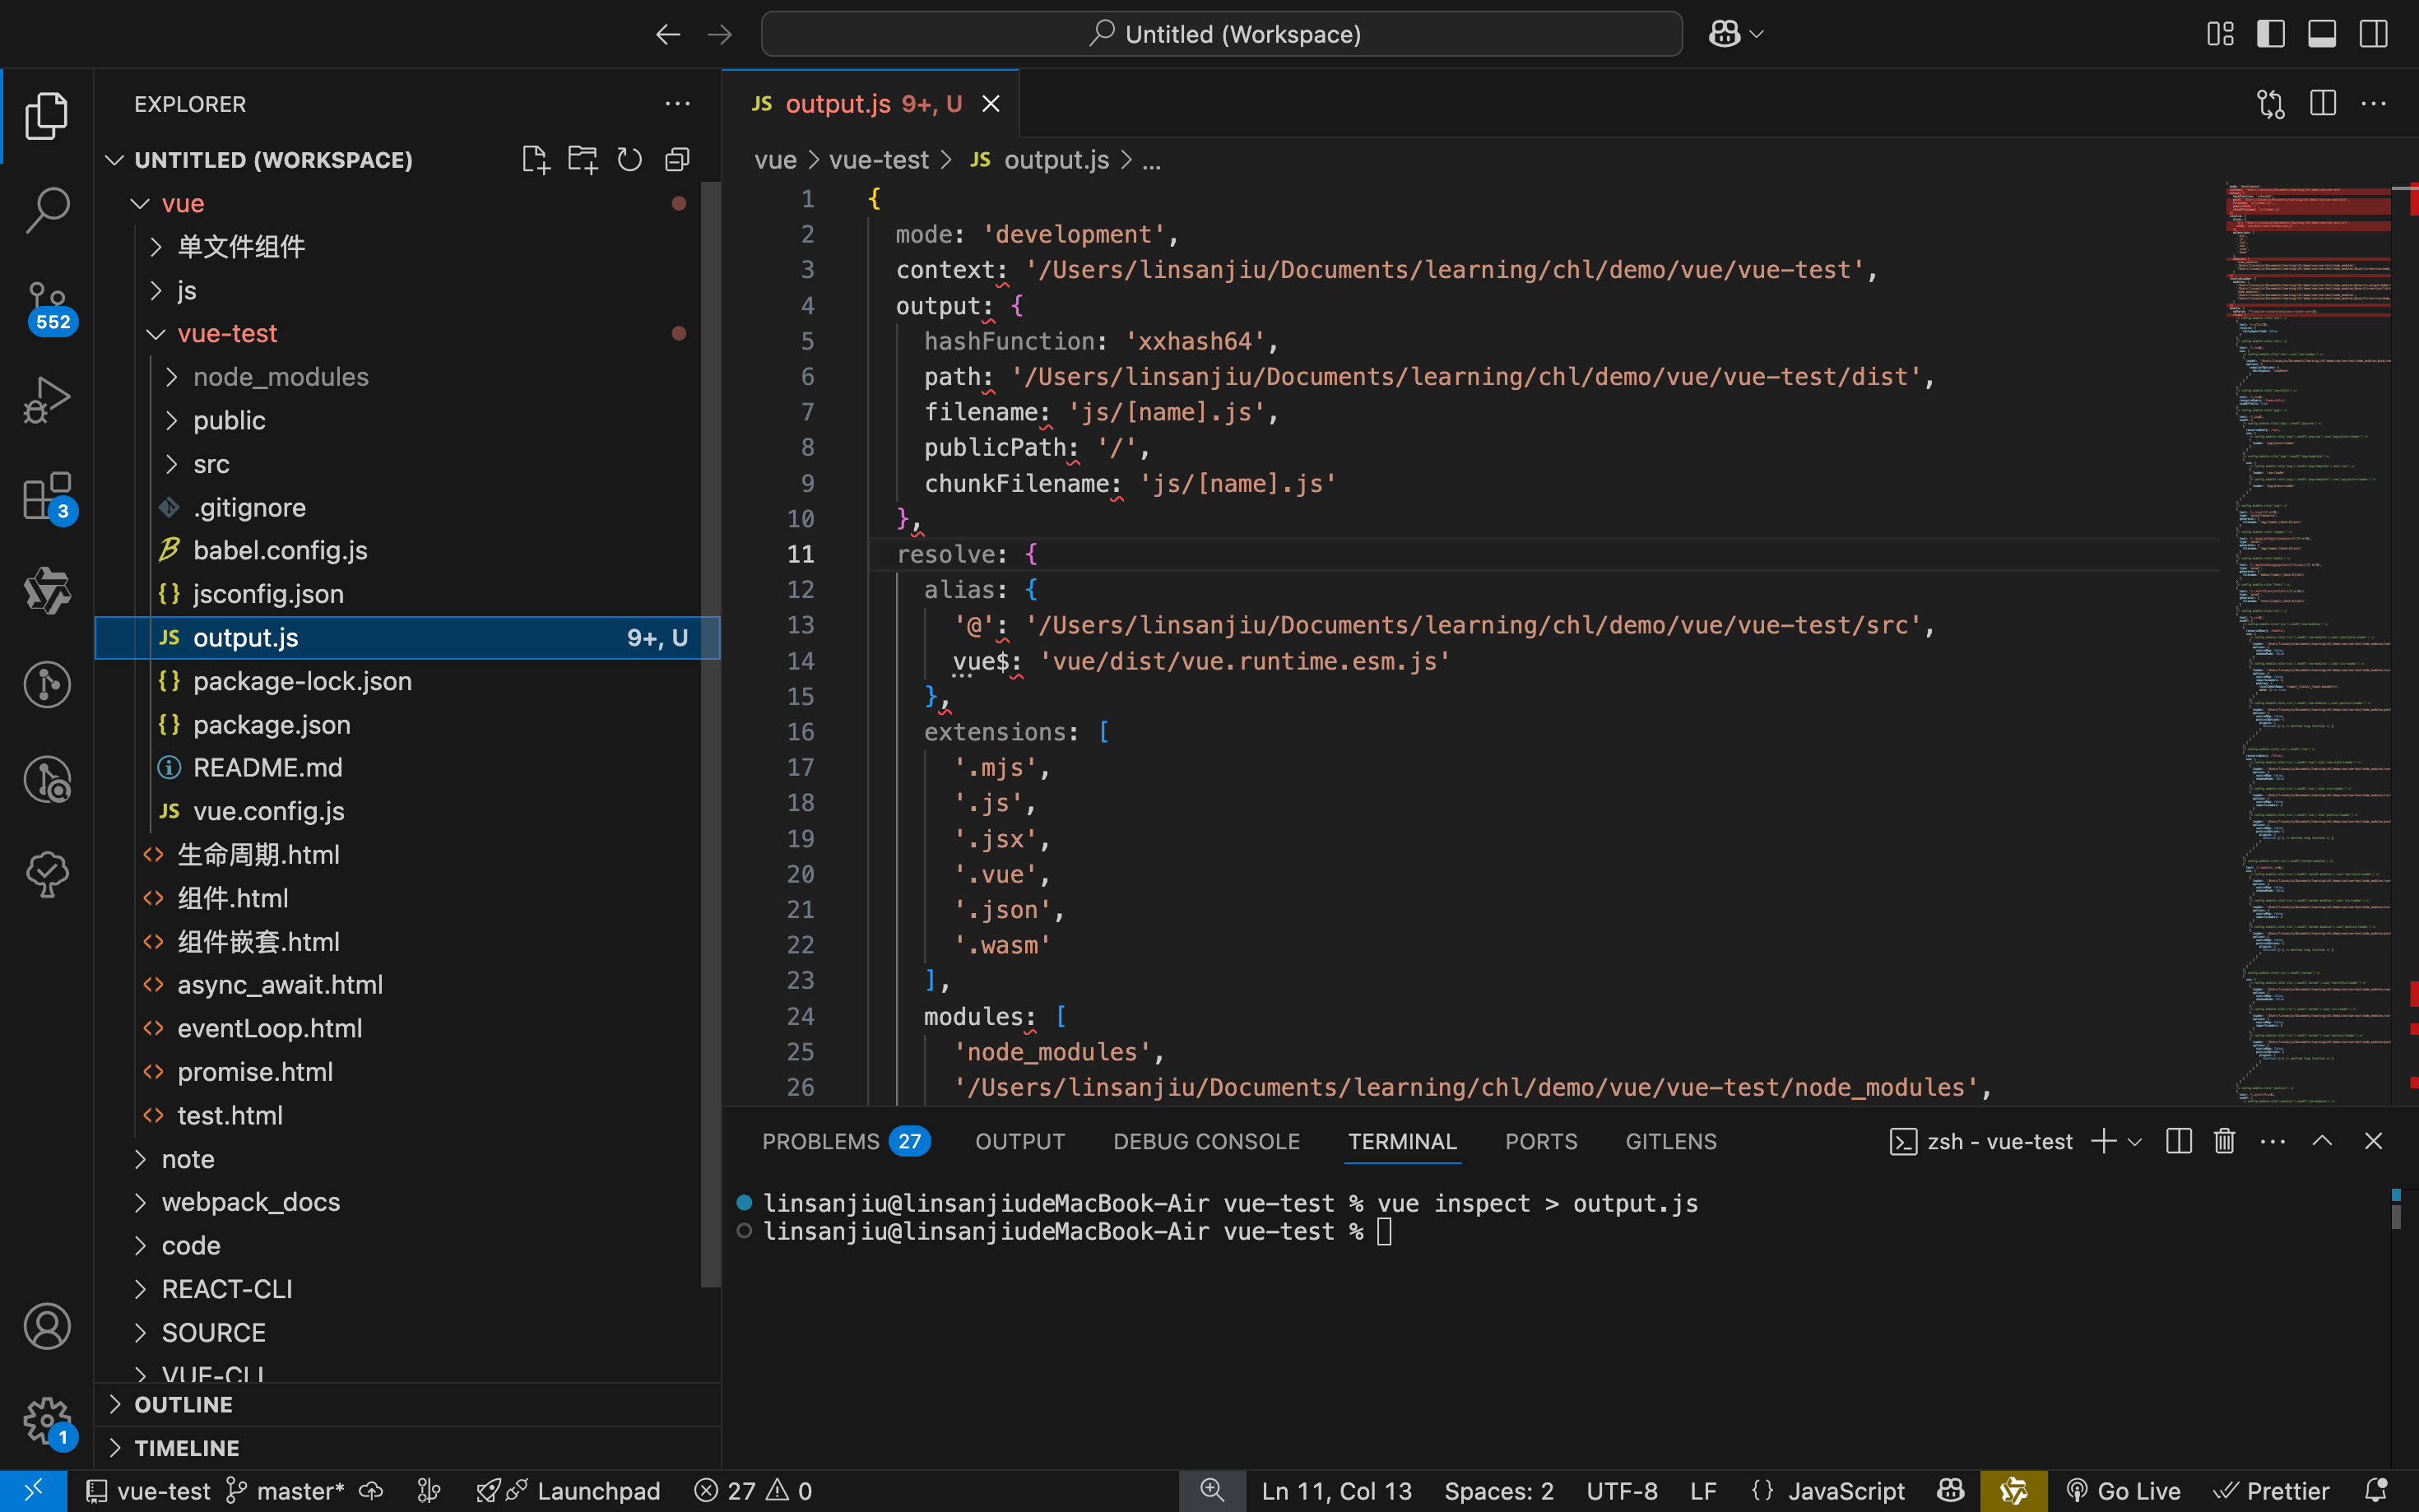 Untitled (Workspace)
EXPLORER
UNTITLED (WORKSPACE)
vue
单文件组件
js
vue-test
node_modules
public
src
.gitignore
babel.config.js
{} jsconfig.json
JS output.js 9+, U
{} package-lock.json
{} package.json
README.md
JS vue.config.js
<> 生命周期.html
<> 组件.html
<> 组件嵌套.html
<> async_await.html
<> eventLoop.html
<> promise.html
<> test.html
note
webpack_docs
code
REACT-CLI
SOURCE
VUE-CLI
OUTLINE
TIMELINE
552
3
1
JS output.js 9+, U
vue > vue-test > JS output.js > ...
1 {
2 mode: 'development',
3 context: '/Users/linsanjiu/Documents/learning/chl/demo/vue/vue-test',
4 output: {
5 hashFunction: 'xxhash64',
6 path: '/Users/linsanjiu/Documents/learning/chl/demo/vue/vue-test/dist',
7 filename: 'js/[name].js',
8 publicPath: '/',
9 chunkFilename: 'js/[name].js'
10 },
11 resolve: {
12 alias: {
13 '@': '/Users/linsanjiu/Documents/learning/chl/demo/vue/vue-test/src',
14 vue$: 'vue/dist/vue.runtime.esm.js'
15 },
16 extensions: [
17 '.mjs',
18 '.js',
19 '.jsx',
20 '.vue',
21 '.json',
22 '.wasm'
23 ],
24 modules: [
25 'node_modules',
26 '/Users/linsanjiu/Documents/learning/chl/demo/vue/vue-test/node_modules',
PROBLEMS 27 OUTPUT DEBUG CONSOLE TERMINAL PORTS GITLENS zsh - vue-test
linsanjiu@linsanjiudeMacBook-Air vue-test % vue inspect > output.js
linsanjiu@linsanjiudeMacBook-Air vue-test %
vue-test master* Launchpad 27 0 Ln 11, Col 13 Spaces: 2 UTF-8 LF {} JavaScript Go Live Prettier